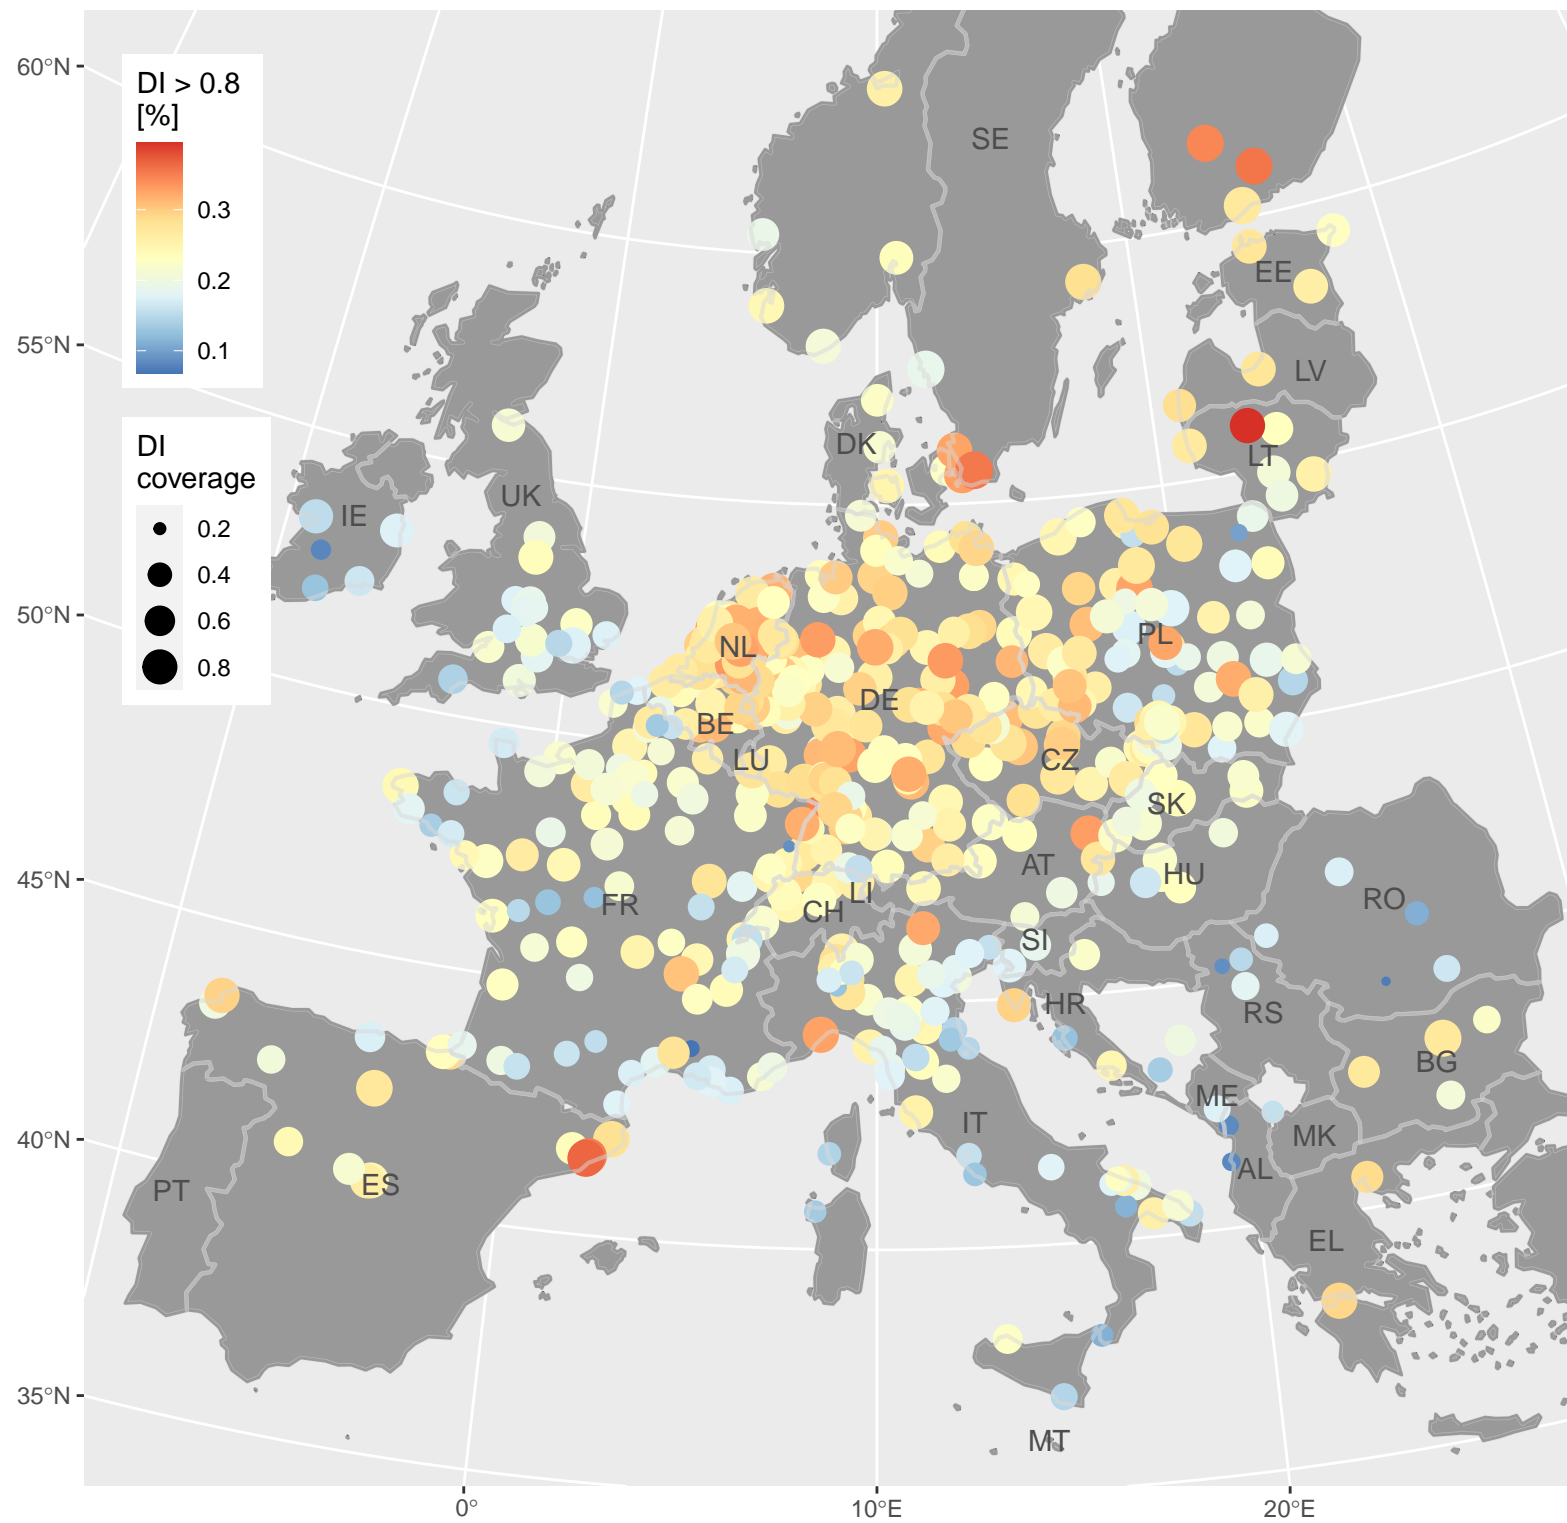 60°N
55°N
50°N
45°N
40°N
35°N
DI > 0.8
[%]
0.3
0.2
0.1
DI
coverage
0.2
0.4
0.6
0.8
SE
EE
LV
LT
DK
IE
UK
NL
PL
DE
BE
LU
CZ
SK
AT
HU
FR
LI
CH
RO
SI
HR
RS
BG
ME
IT
MK
AL
PT
ES
EL
MT
0°
10°E
20°E